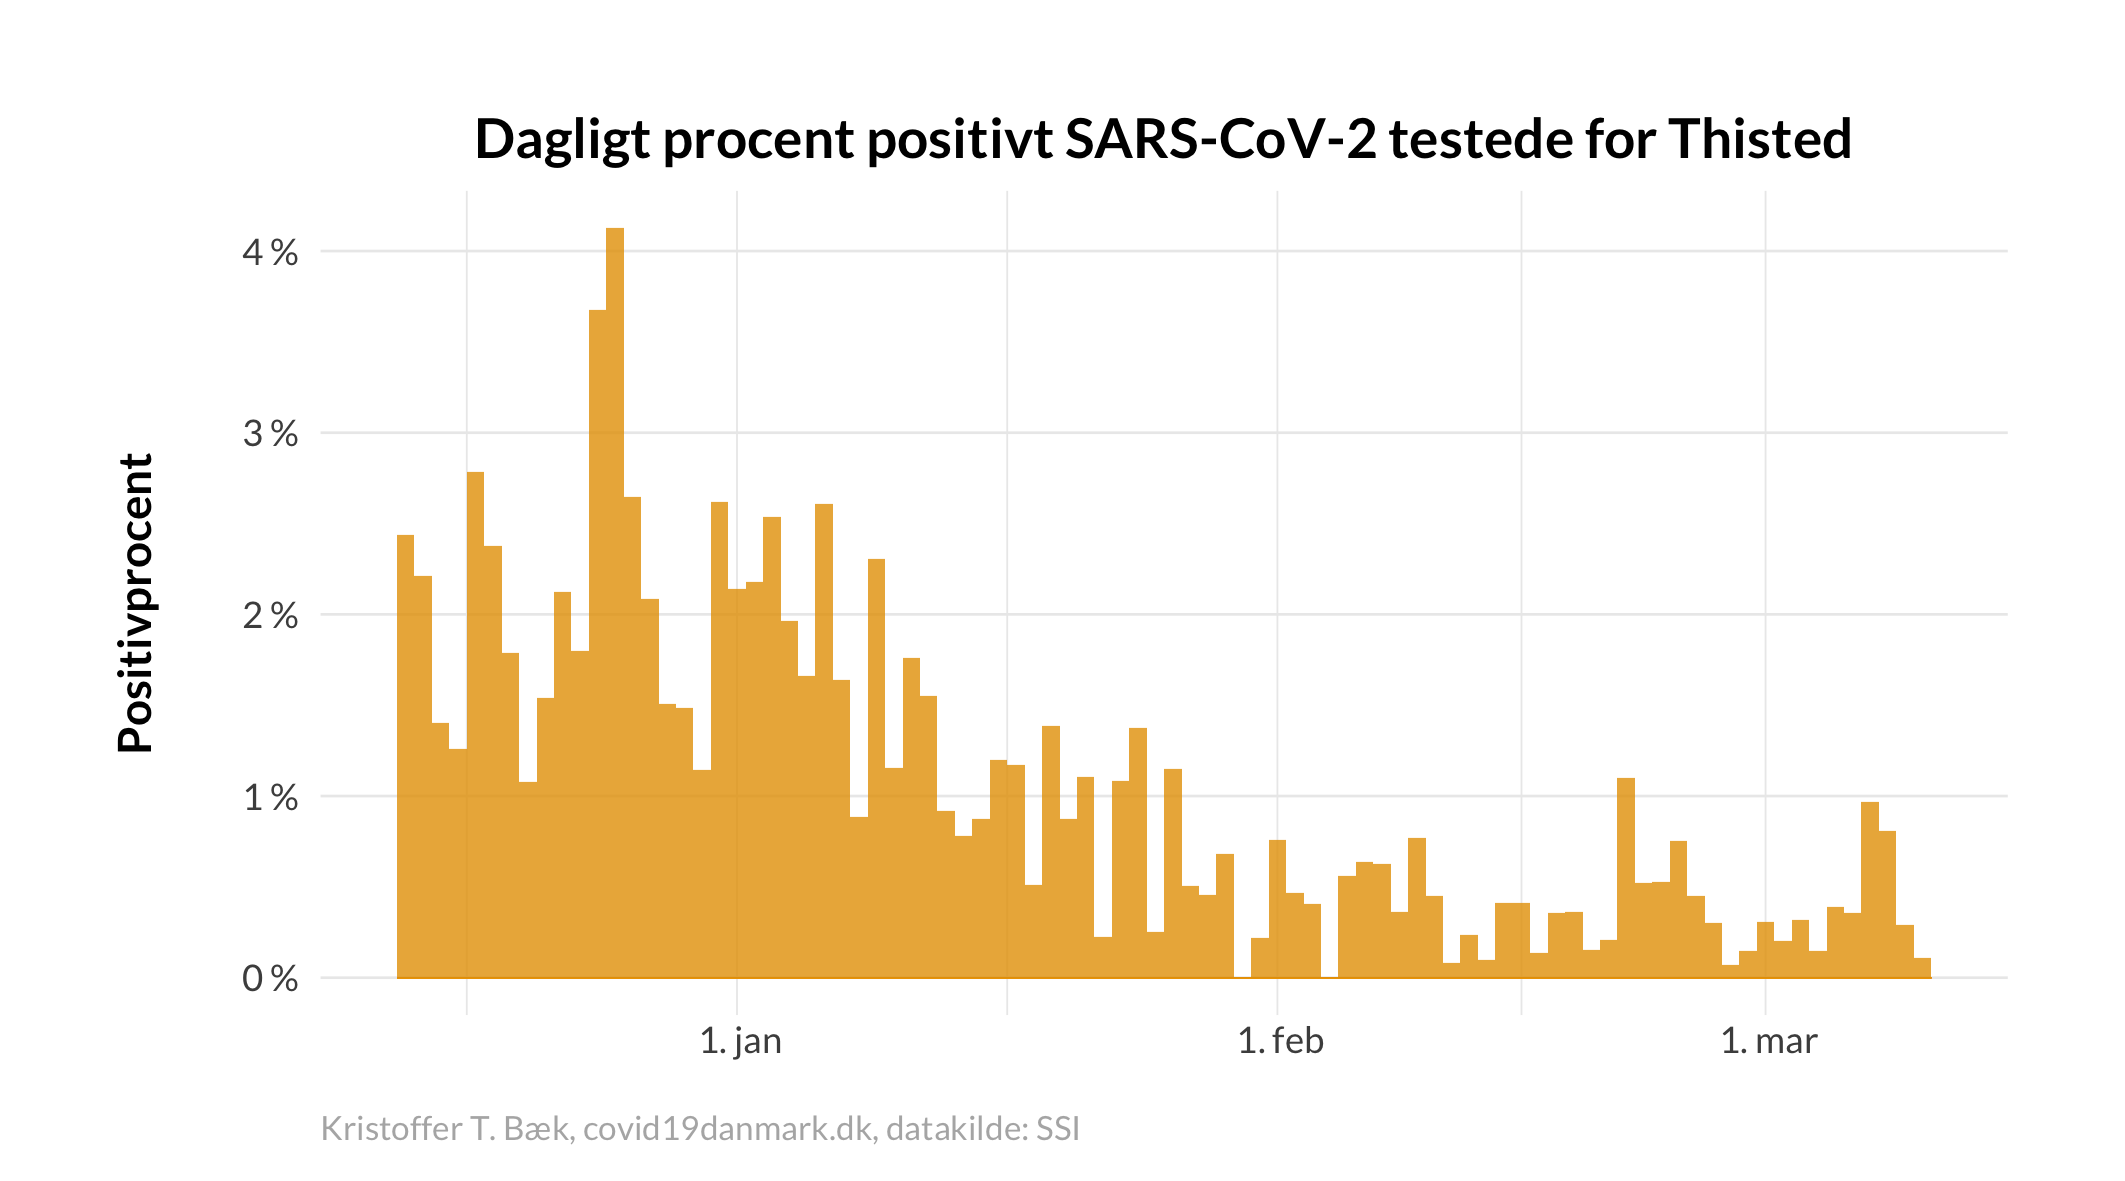 Dagligt procent positivt SARS-CoV-2 testede for Thisted
Positivprocent
4 %
3 %
2 %
1 %
0 %
1. jan
1. feb
1. mar
Kristoffer T. Bæk, covid19danmark.dk, datakilde: SSI